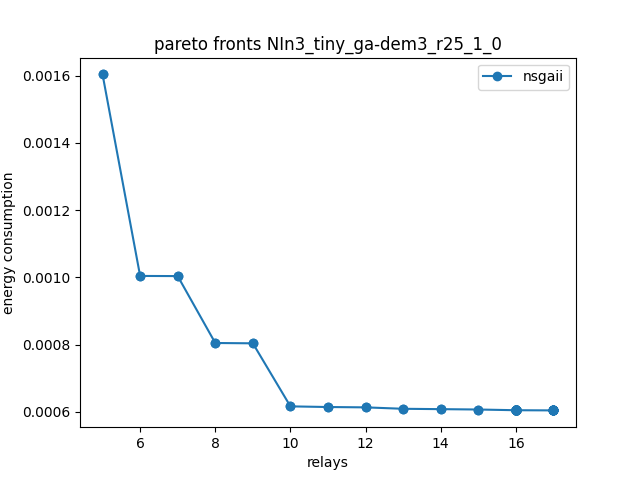 pareto fronts NIn3_tiny_ga-dem3_r25_1_0
nsgaii
energy consumption
0.0016
0.0014
0.0012
0.0010
0.0008
0.0006
6 8 10 12 14 16
relays